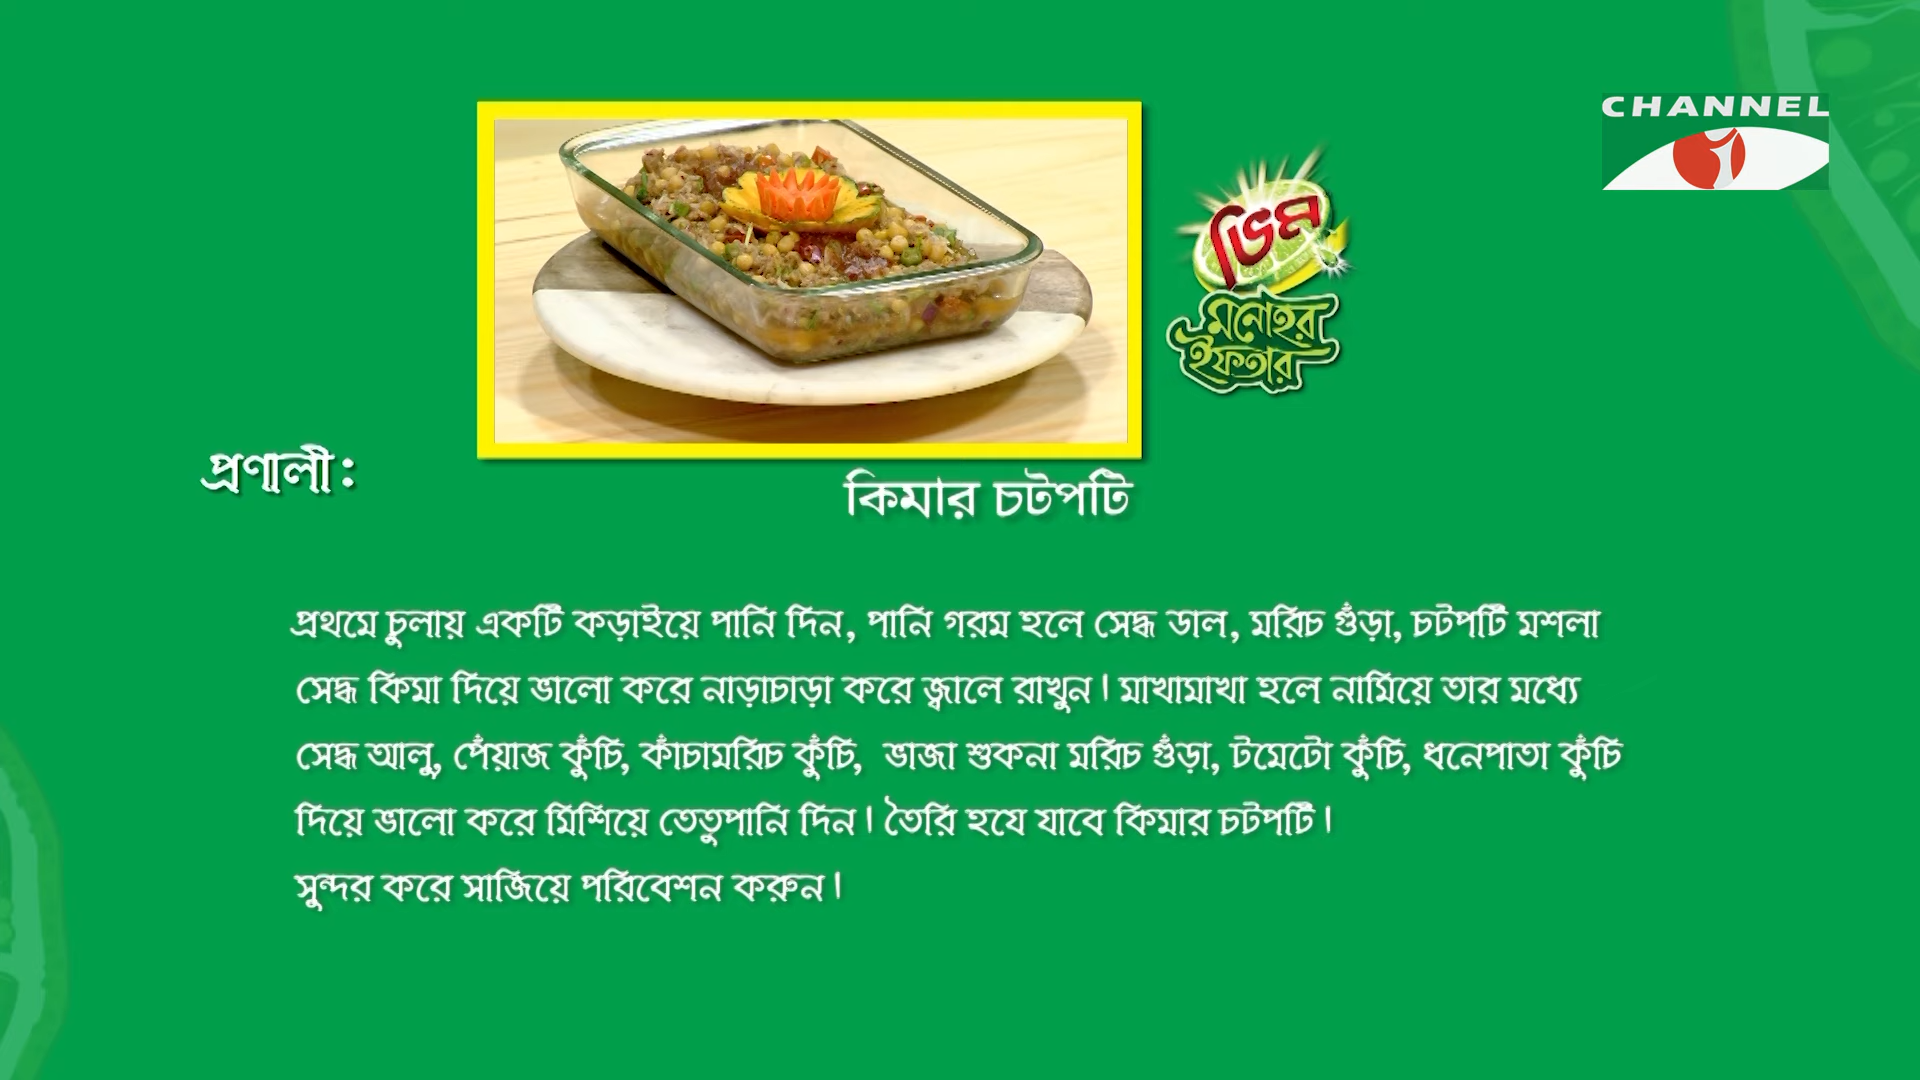 CHANNEL
i
ভিম
মনোহর
ইফতার
প্রণালী:
কিমার চটপটি
প্রথমে চুলায় একটি কড়াইয়ে পানি দিন, পানি গরম হলে সেদ্ধ ডাল, মরিচ গুঁড়া, চটপটি মশলা
সেদ্ধ কিমা দিয়ে ভালো করে নাড়াচাড়া করে জ্বালে রাখুন। মাখামাখা হলে নামিয়ে তার মধ্যে
সেদ্ধ আলু, পেঁয়াজ কুঁচি, কাঁচামরিচ কুঁচি, ভাজা শুকনা মরিচ গুঁড়া, টমেটো কুঁচি, ধনেপাতা কুঁচি
দিয়ে ভালো করে মিশিয়ে তেতুপানি দিন। তৈরি হযে যাবে কিমার চটপটি।
সুন্দর করে সাজিয়ে পরিবেশন করুন।